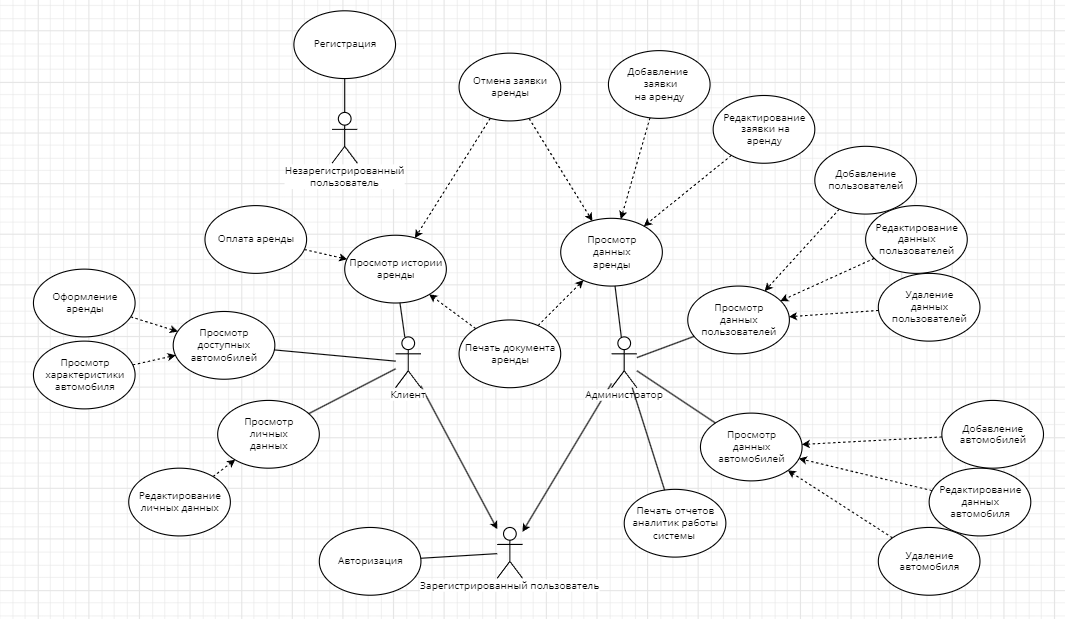 Регистрация
Отмена заявки
аренды
Добавление
заявки
на аренду
Редактирование
заявки на
аренду
Незарегистрированный
пользователь
Добавление
пользователей
Оплата аренды
Редактирование
данных
пользователей
Просмотр истории
аренды
Просмотр
данных
аренды
Оформление
аренды
Удаление
данных
пользователей
Просмотр
данных
пользователей
Просмотр
доступных
автомобилей
Просмотр
характеристики
автомобиля
Печать документа
аренды
Клиент
Администратор
Просмотр
личных
данных
Просмотр
данных
автомобилей
Добавление
автомобилей
Редактирование
личных данных
Редактирование
данных
автомобиля
Печать отчетов
аналитик работы
системы
Авторизация
Удаление
автомобиля
Зарегистрированный пользователь